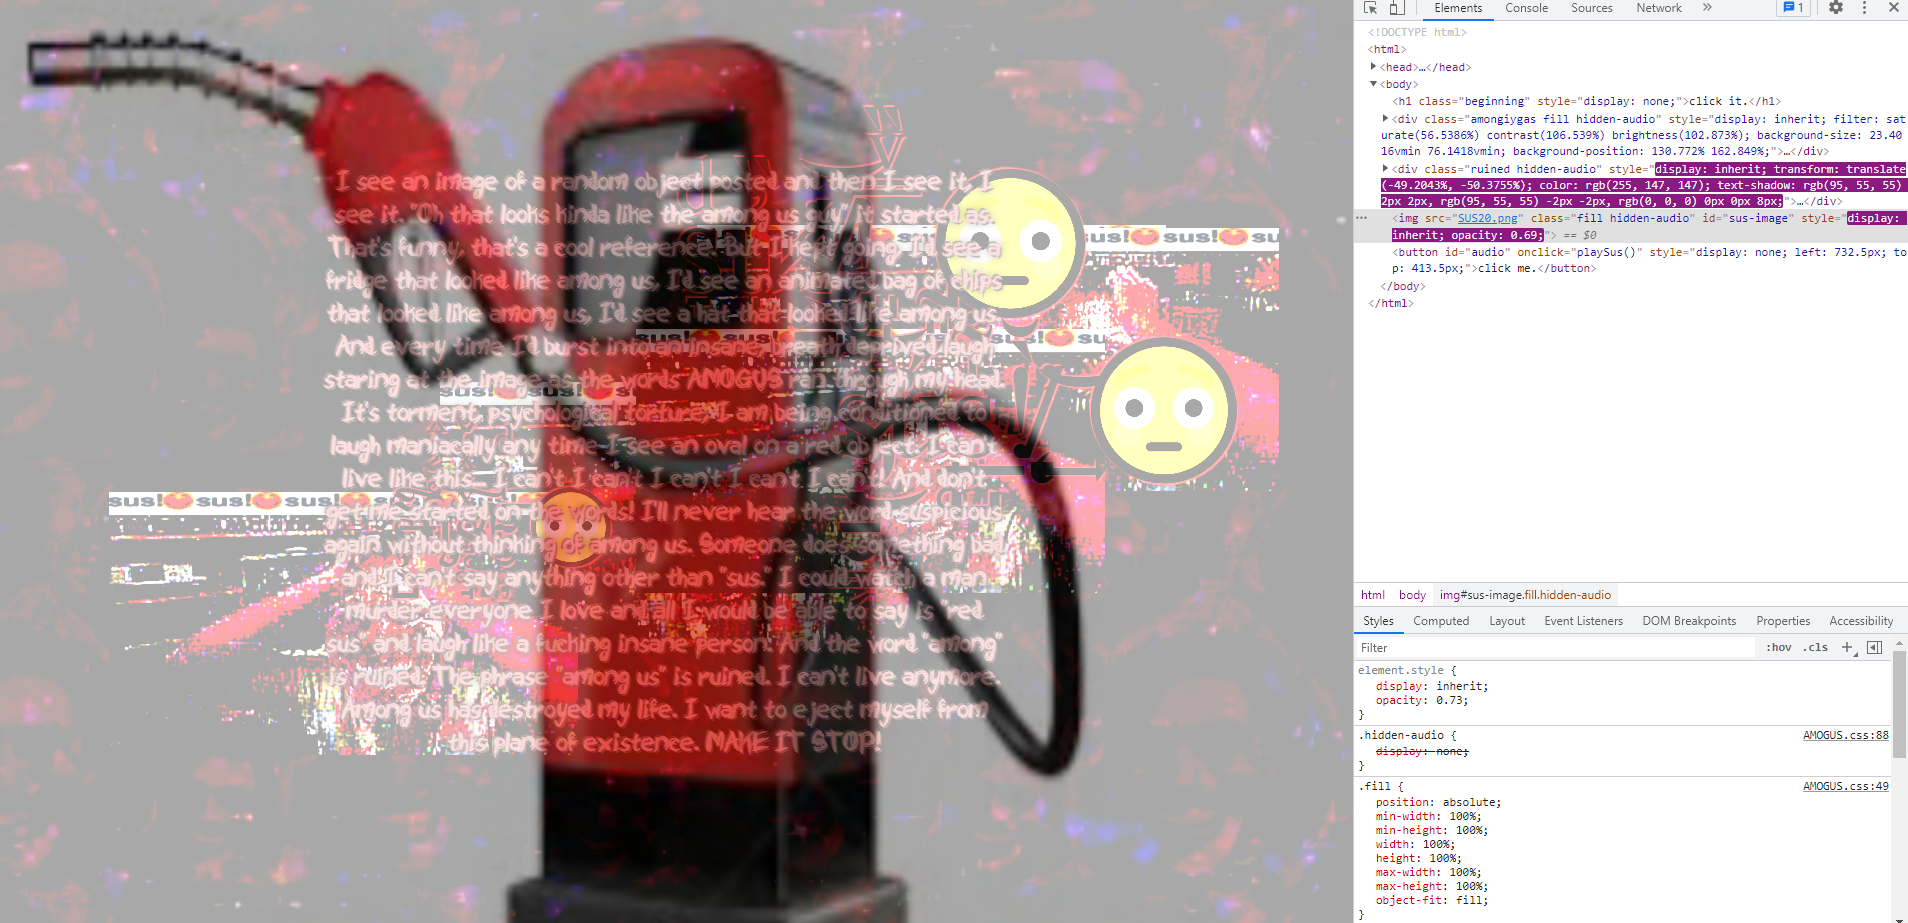 I see an image of a random object posted and then I see it, I
see it. "Oh that looks kinda like the among us guy" it started as.
That's funny, that's a cool reference. But I kept going, I'd see a
fridge that looked like among us, I'd see an animated bag of chips
that looked like among us, I'd see a hat that looked like among us.
And every time I'd burst into an insane, breath deprived laugh
staring at the image as the words AMOGUS ran through my head.
It's torment, psychological torture, I am being conditioned to
laugh maniacally any time I see an oval on a red object. I can't
live like this... I can't I can't I can't I can't I can't! And don't
get me started on the words! I'll never hear the word suspicious
again without thinking of among us. Someone does something bad
and I can't say anything other than "sus." I could watch a man
murder everyone I love and all I would be able to say is "red
sus" and laugh like a fucking insane person. And the word "among"
is ruined. The phrase "among us" is ruined. I can't live anymore.
Among us has destroyed my life. I want to eject myself from
this plane of existence. MAKE IT STOP!
sus! sus!
sus!
sus! sus!
sus! sus! sus!
Elements Console Sources Network » 1
<!DOCTYPE html>
<html>
<head>…</head>
<body>
<h1 class="beginning" style="display: none;">click it.</h1>
<div class="amongiygas fill hidden-audio" style="display: inherit; filter: sat
urate(56.5386%) contrast(106.539%) brightness(102.873%); background-size: 23.40
16vmin 76.1418vmin; background-position: 130.772% 162.849%;">…</div>
<div class="ruined hidden-audio" style="display: inherit; transform: translate
(-49.2043%, -50.3755%); color: rgb(255, 147, 147); text-shadow: rgb(95, 55, 55)
2px 2px, rgb(95, 55, 55) -2px -2px, rgb(0, 0, 0) 0px 0px 8px;">…</div>
<img src="SUS20.png" class="fill hidden-audio" id="sus-image" style="display:
inherit; opacity: 0.69;"> == $0
<button id="audio" onclick="playSus()" style="display: none; left: 732.5px; to
p: 413.5px;">click me.</button>
</body>
</html>
html body img#sus-image.fill.hidden-audio
Styles Computed Layout Event Listeners DOM Breakpoints Properties Accessibility
Filter :hov .cls +
element.style {
display: inherit;
opacity: 0.73;
}
.hidden-audio { AMOGUS.css:88
display: none;
}
.fill { AMOGUS.css:49
position: absolute;
min-width: 100%;
min-height: 100%;
width: 100%;
height: 100%;
max-width: 100%;
max-height: 100%;
object-fit: fill;
}